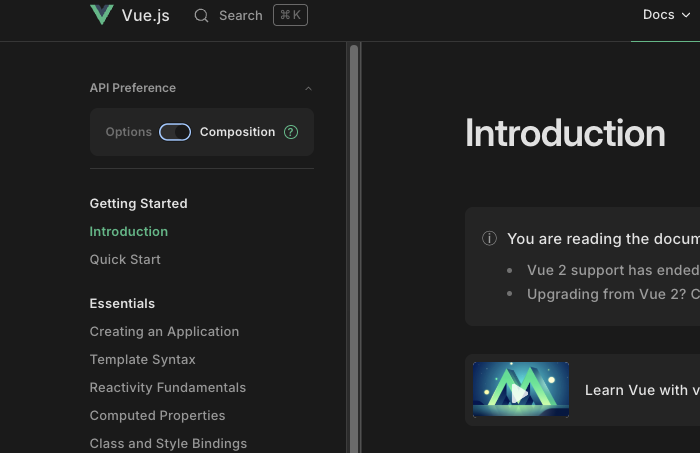 Vue.js
Search
⌘K
Docs
API Preference
Options
Composition
?
Getting Started
Introduction
Quick Start
Essentials
Creating an Application
Template Syntax
Reactivity Fundamentals
Computed Properties
Class and Style Bindings
Introduction
You are reading the docum
Vue 2 support has ended
Upgrading from Vue 2? C
Learn Vue with v